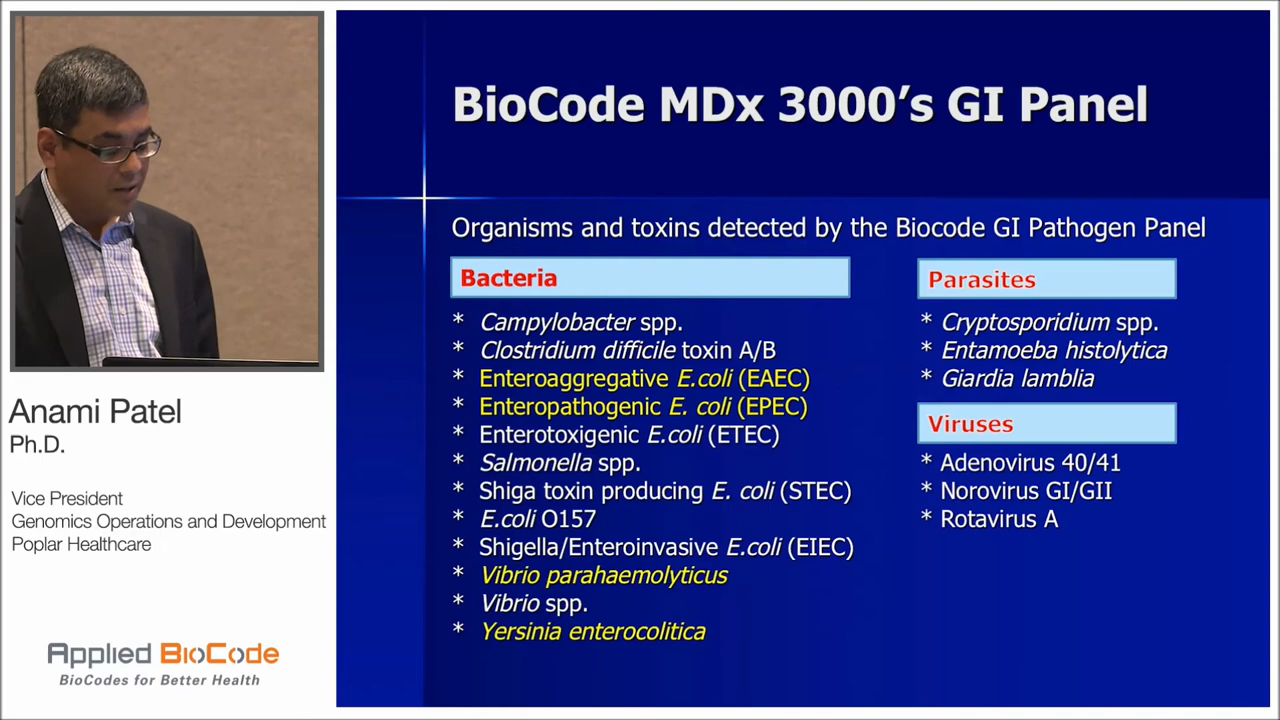 BioCode MDx 3000’s GI Panel
Organisms and toxins detected by the Biocode GI Pathogen Panel
Bacteria
* Campylobacter spp.
* Clostridium difficile toxin A/B
* Enteroaggregative E.coli (EAEC)
* Enteropathogenic E. coli (EPEC)
* Enterotoxigenic E.coli (ETEC)
* Salmonella spp.
* Shiga toxin producing E. coli (STEC)
* E.coli O157
* Shigella/Enteroinvasive E.coli (EIEC)
* Vibrio parahaemolyticus
* Vibrio spp.
* Yersinia enterocolitica
Parasites
* Cryptosporidium spp.
* Entamoeba histolytica
* Giardia lamblia
Viruses
* Adenovirus 40/41
* Norovirus GI/GII
* Rotavirus A
Anami Patel
Ph.D.
Vice President
Genomics Operations and Development
Poplar Healthcare
Applied BioCode
BioCodes for Better Health